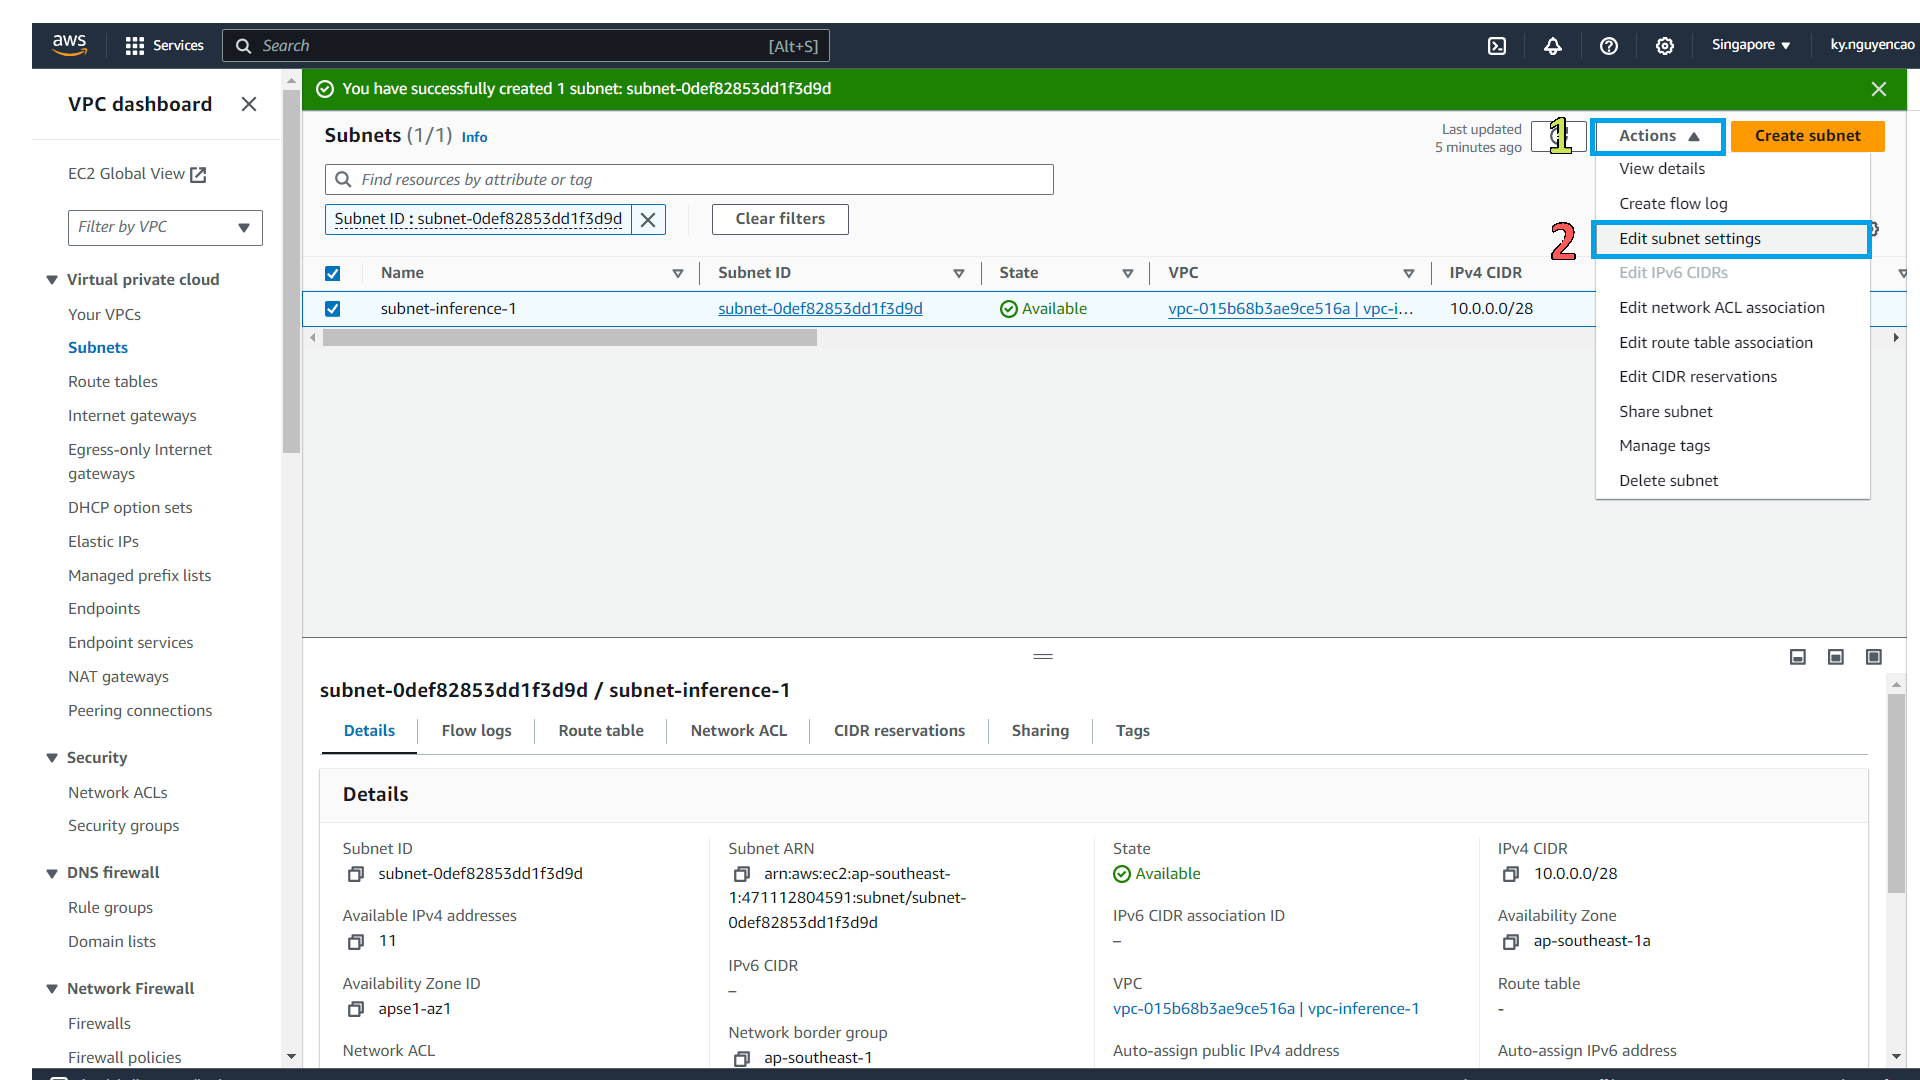 aws
Services
Search
[Alt+S]
Singapore
ky.nguyencao
VPC dashboard
EC2 Global View
Filter by VPC
Virtual private cloud
Your VPCs
Subnets
Route tables
Internet gateways
Egress-only Internet
gateways
DHCP option sets
Elastic IPs
Managed prefix lists
Endpoints
Endpoint services
NAT gateways
Peering connections
Security
Network ACLs
Security groups
DNS firewall
Rule groups
Domain lists
Network Firewall
Firewalls
Firewall policies
You have successfully created 1 subnet: subnet-0def82853dd1f3d9d
Subnets (1/1) Info
Last updated
5 minutes ago
1
Actions
Create subnet
Find resources by attribute or tag
Subnet ID : subnet-0def82853dd1f3d9d
Clear filters
View details
Create flow log
2
Edit subnet settings
Edit IPv6 CIDRs
Edit network ACL association
Edit route table association
Edit CIDR reservations
Share subnet
Manage tags
Delete subnet
Name
Subnet ID
State
VPC
IPv4 CIDR
subnet-inference-1
subnet-0def82853dd1f3d9d
Available
vpc-015b68b3ae9ce516a | vpc-i...
10.0.0.0/28
subnet-0def82853dd1f3d9d / subnet-inference-1
Details
Flow logs
Route table
Network ACL
CIDR reservations
Sharing
Tags
Details
Subnet ID
subnet-0def82853dd1f3d9d
Available IPv4 addresses
11
Availability Zone ID
apse1-az1
Network ACL
Subnet ARN
arn:aws:ec2:ap-southeast-
1:471112804591:subnet/subnet-
0def82853dd1f3d9d
IPv6 CIDR
–
Network border group
ap-southeast-1
State
Available
IPv6 CIDR association ID
–
VPC
vpc-015b68b3ae9ce516a | vpc-inference-1
Auto-assign public IPv4 address
IPv4 CIDR
10.0.0.0/28
Availability Zone
ap-southeast-1a
Route table
-
Auto-assign IPv6 address